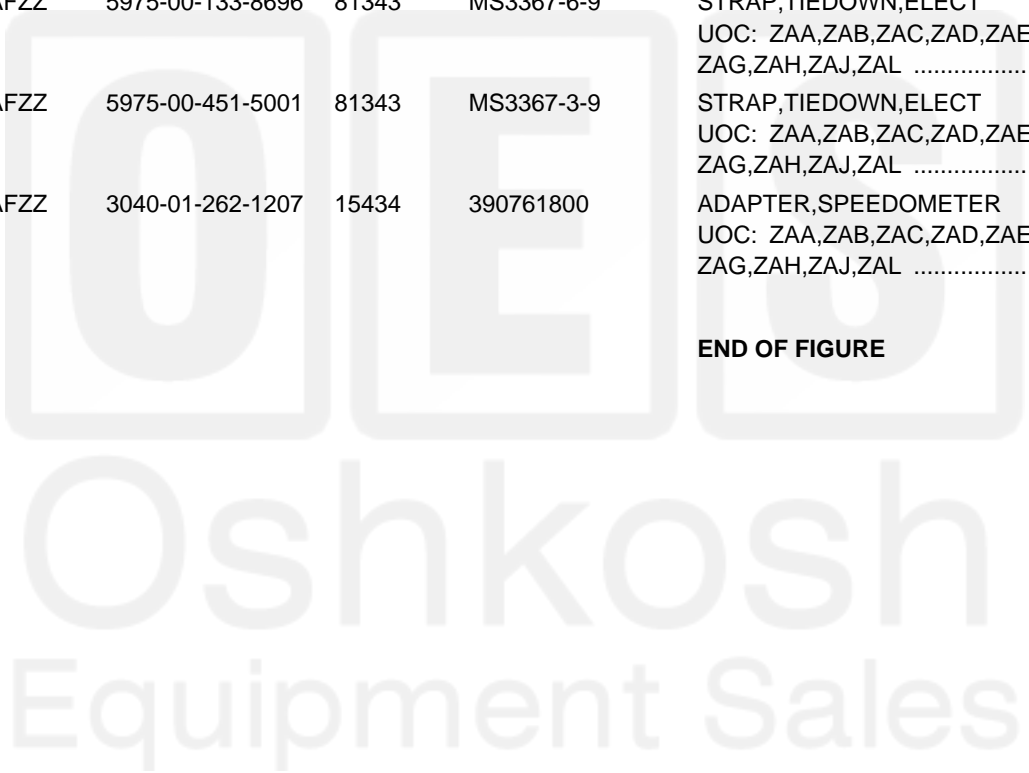 AFZZ 5975-00-133-8696 81343 MS3367-6-9 STRAP,TIEDOWN,ELECT
UOC: ZAA,ZAB,ZAC,ZAD,ZAE
ZAG,ZAH,ZAJ,ZAL .................
AFZZ 5975-00-451-5001 81343 MS3367-3-9 STRAP,TIEDOWN,ELECT
UOC: ZAA,ZAB,ZAC,ZAD,ZAE
ZAG,ZAH,ZAJ,ZAL .................
AFZZ 3040-01-262-1207 15434 390761800 ADAPTER,SPEEDOMETER
UOC: ZAA,ZAB,ZAC,ZAD,ZAE
ZAG,ZAH,ZAJ,ZAL .................
END OF FIGURE
OES
Oshkosh
Equipment Sales